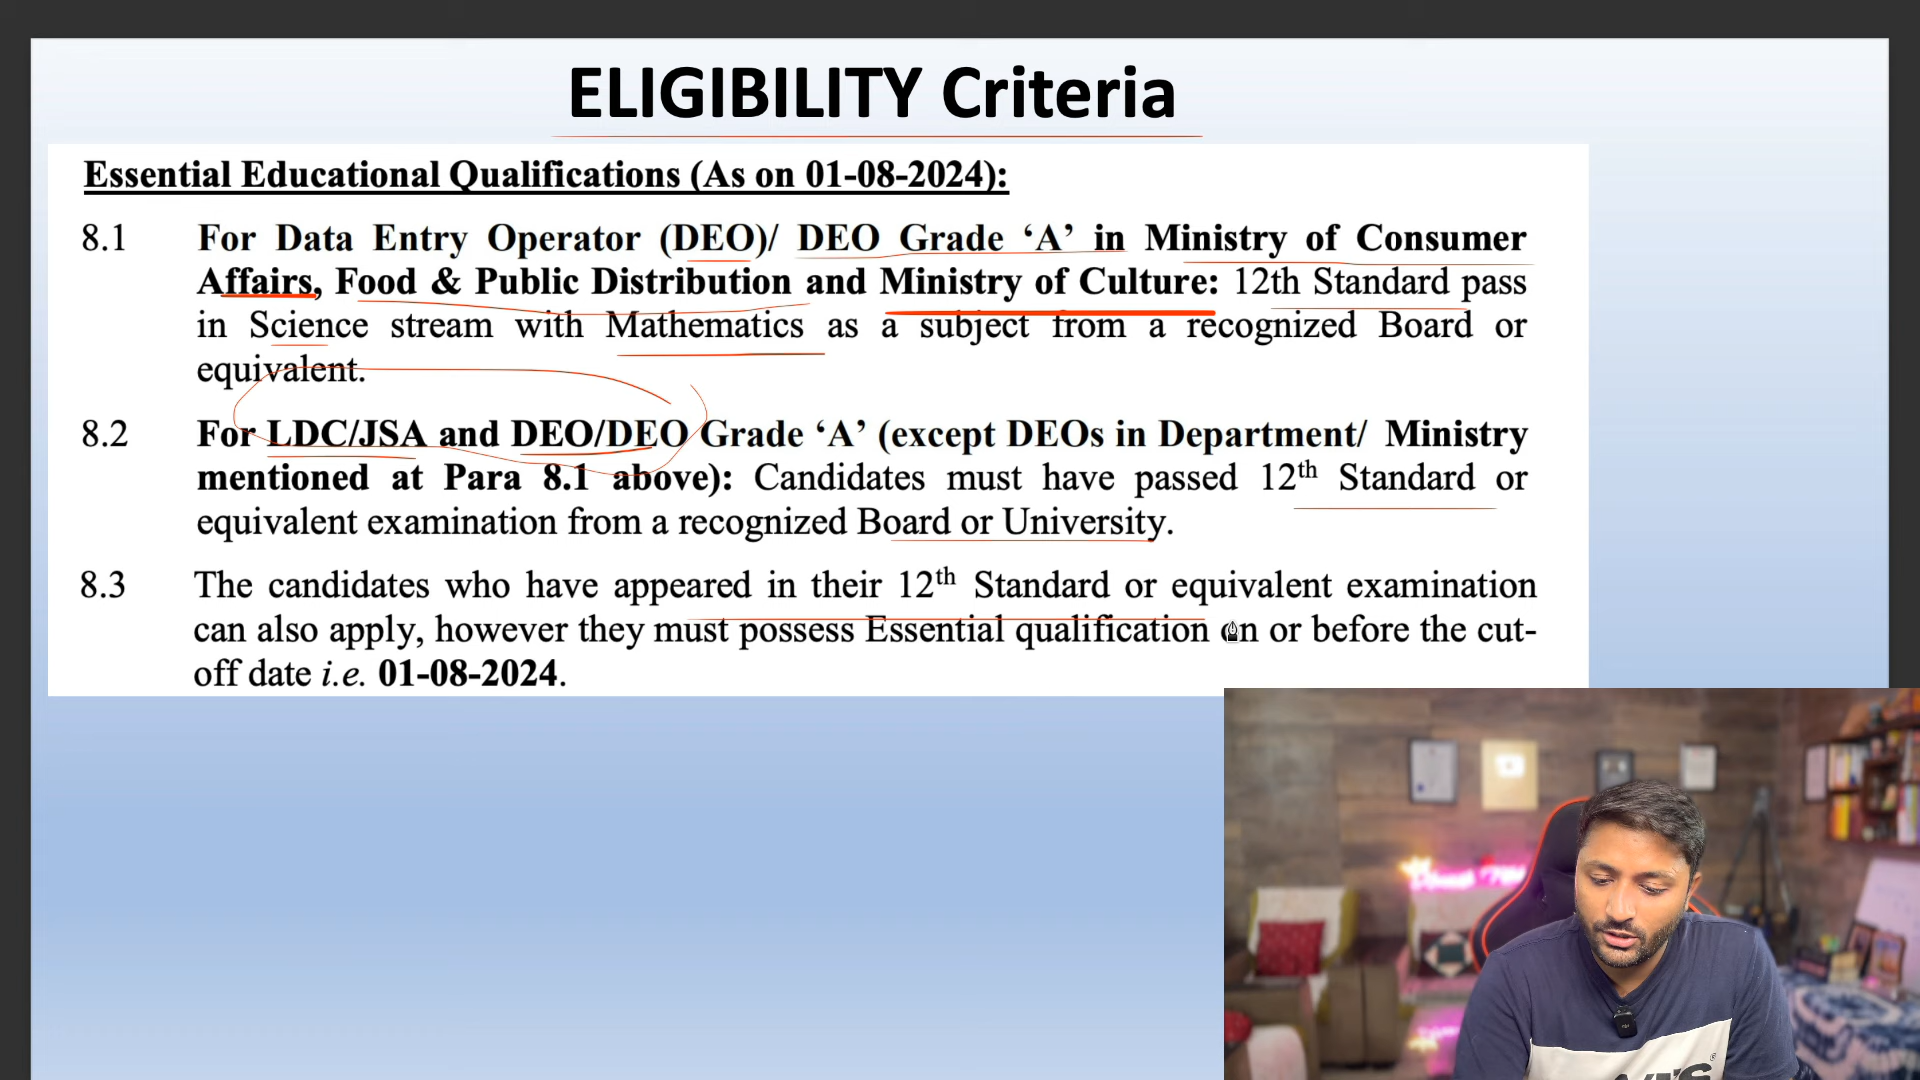 ELIGIBILITY Criteria
Essential Educational Qualifications (As on 01-08-2024):
8.1 For Data Entry Operator (DEO)/ DEO Grade ‘A’ in Ministry of Consumer
Affairs, Food & Public Distribution and Ministry of Culture: 12th Standard pass
in Science stream with Mathematics as a subject from a recognized Board or
equivalent.
8.2 For LDC/JSA and DEO/DEO Grade ‘A’ (except DEOs in Department/ Ministry
mentioned at Para 8.1 above): Candidates must have passed 12th Standard or
equivalent examination from a recognized Board or University.
8.3 The candidates who have appeared in their 12th Standard or equivalent examination
can also apply, however they must possess Essential qualification on or before the cut-
off date i.e. 01-08-2024.